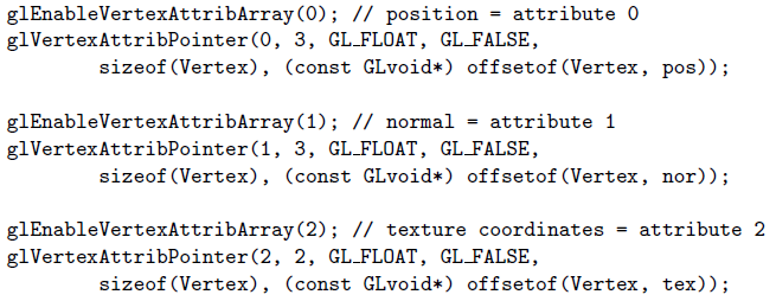 glEnableVertexAttribArray(0); // position = attribute 0
glVertexAttribPointer(0, 3, GL_FLOAT, GL_FALSE,
sizeof(Vertex), (const GLvoid*) offsetof(Vertex, pos));
glEnableVertexAttribArray(1); // normal = attribute 1
glVertexAttribPointer(1, 3, GL_FLOAT, GL_FALSE,
sizeof(Vertex), (const GLvoid*) offsetof(Vertex, nor));
glEnableVertexAttribArray(2); // texture coordinates = attribute 2
glVertexAttribPointer(2, 2, GL_FLOAT, GL_FALSE,
sizeof(Vertex), (const GLvoid*) offsetof(Vertex, tex));